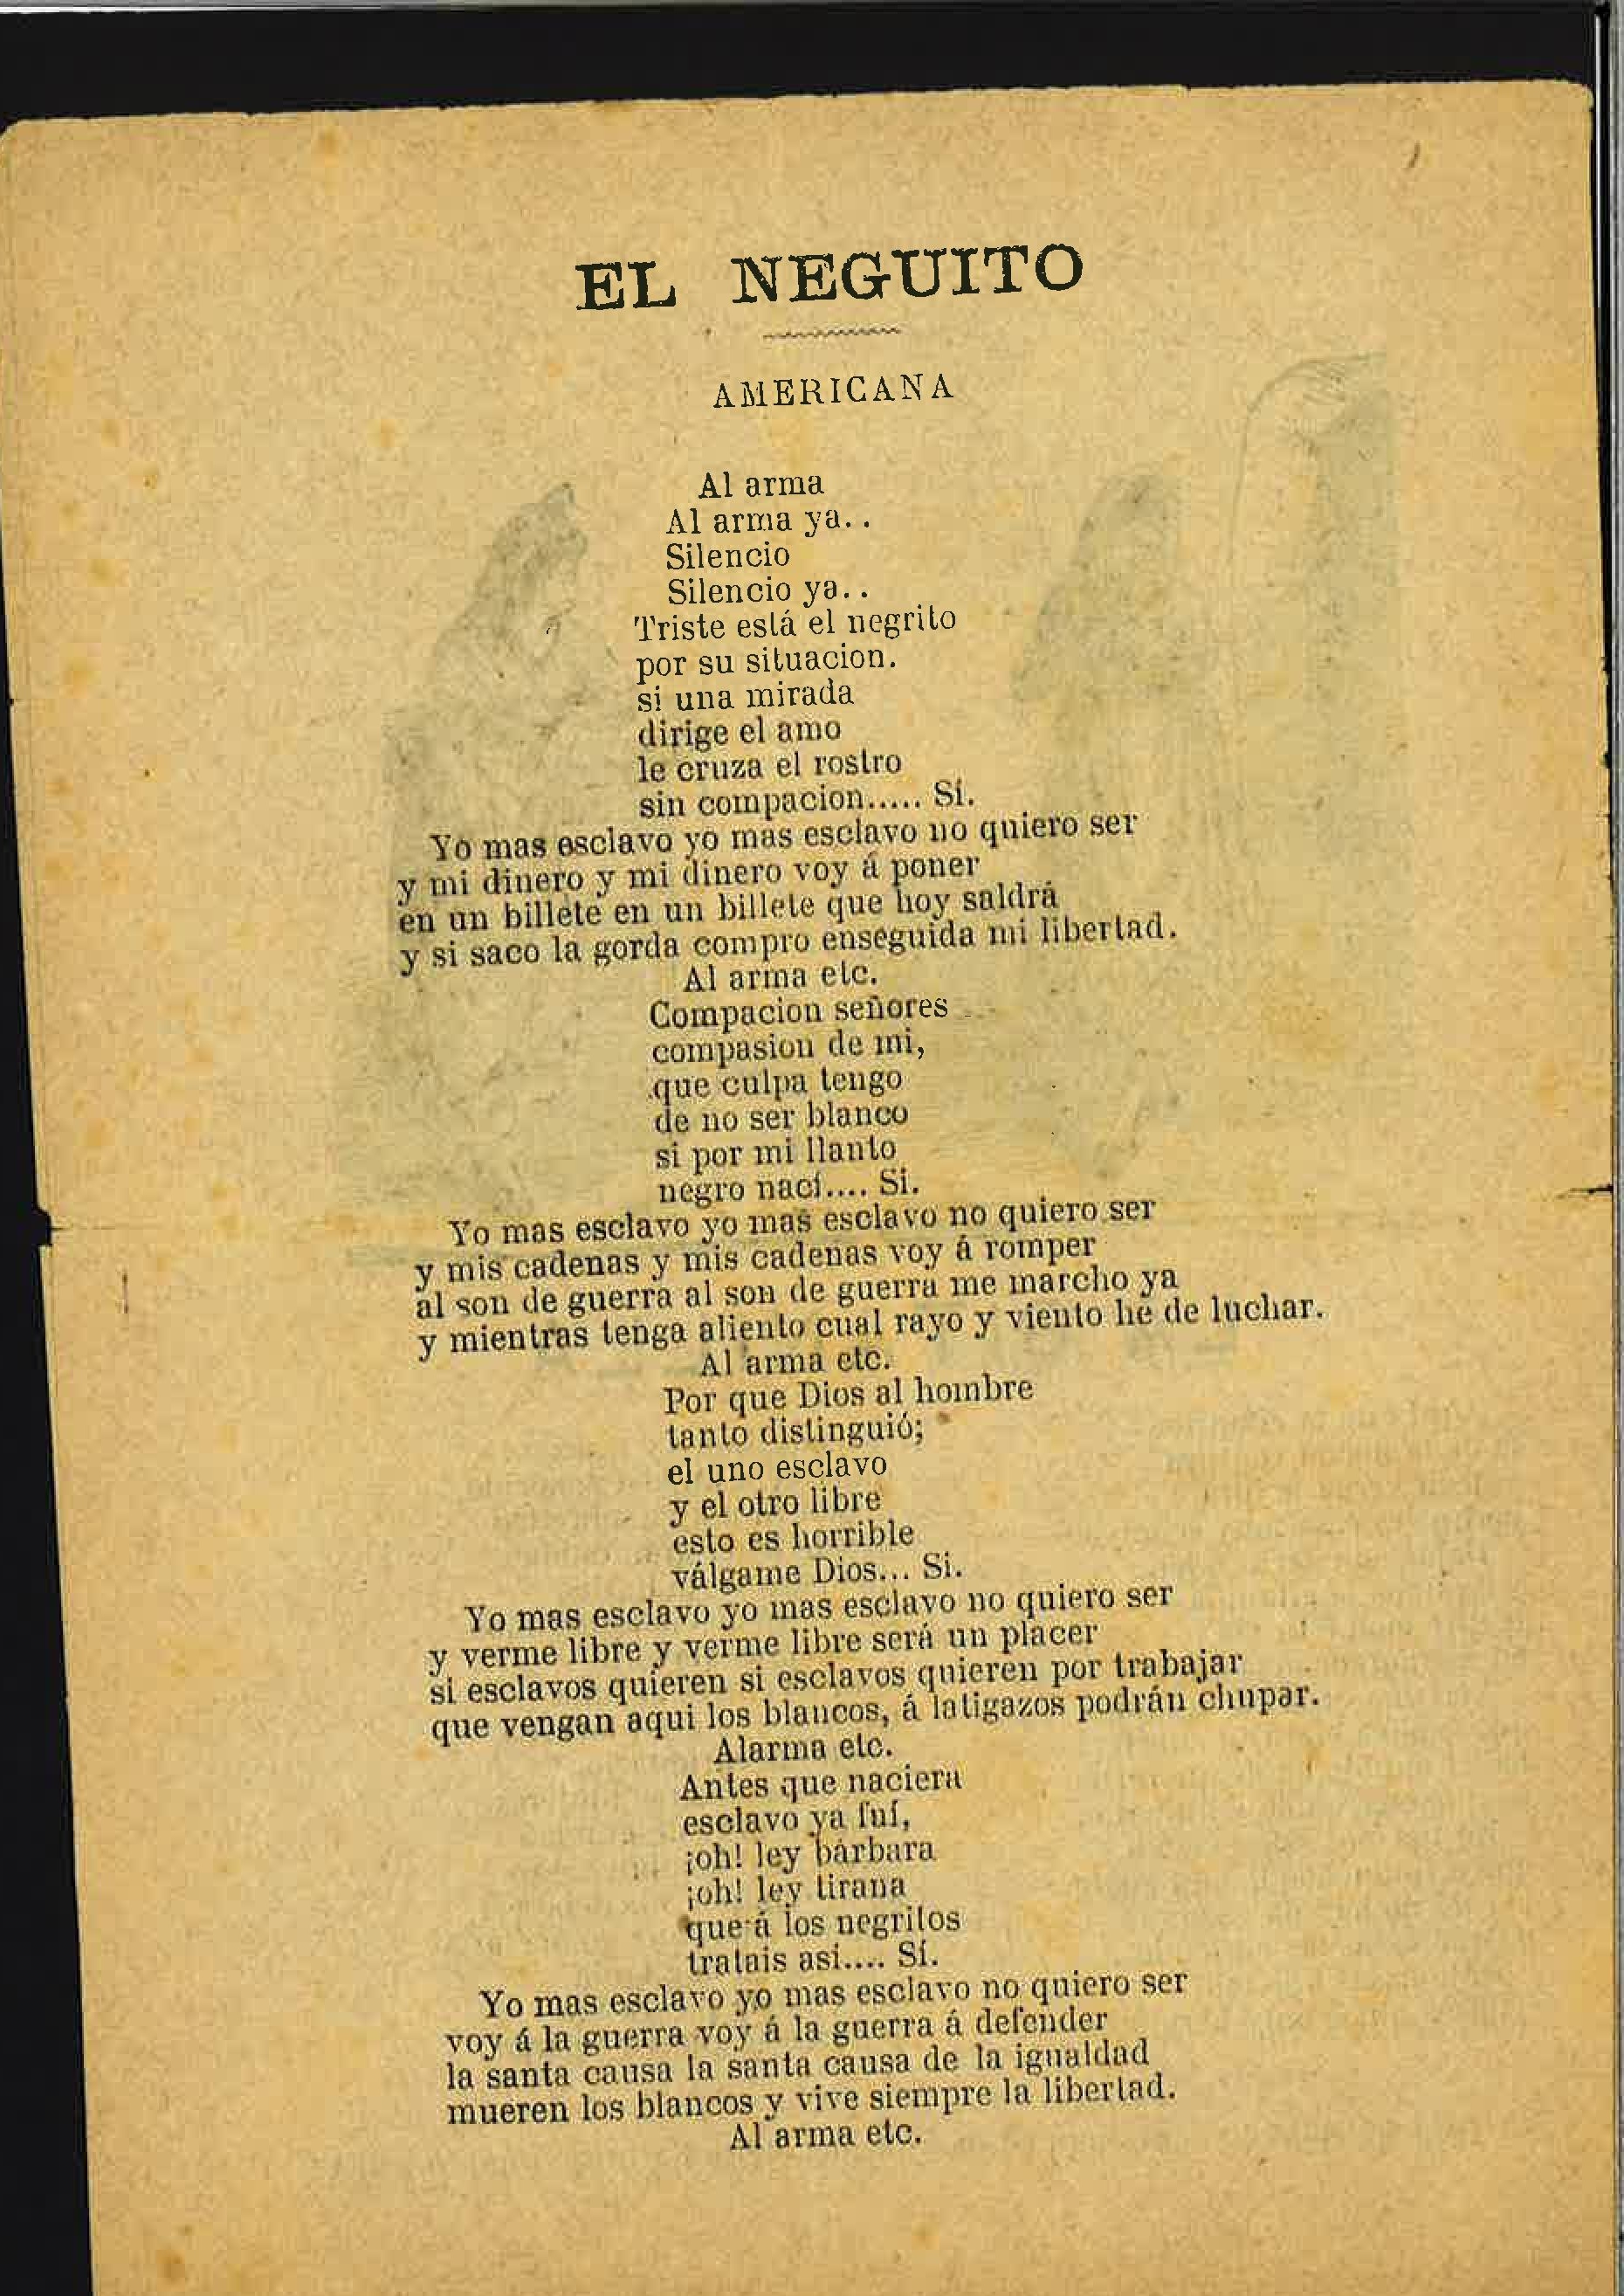 EL NEGUITO
AMERICANA
Al arma
Al arma ya. .
Silencio
Silencio ya. .
Triste está el negrito
por su situacion.
si una mirada
dirige el amo
le cruza el rostro
sin compacion..... Sí.
Yo mas esclavo yo mas esclavo no quiero ser
y mi dinero y mi dinero voy á poner
en un billete en un billete que hoy saldrá
y si saco la gorda compro enseguida mi libertad.
Al arma etc.
Compacion señores
compasion de mi,
que culpa tengo
de no ser blanco
si por mi llanto
negro nací.... Si.
Yo mas esclavo yo mas esclavo no quiero ser
y mis cadenas y mis cadenas voy á romper
al son de guerra al son de guerra me marcho ya
y mientras tenga aliento cual rayo y viento he de luchar.
Al arma etc.
Por que Dios al hombre
tanto distinguió;
el uno esclavo
y el otro libre
esto es horrible
válgame Dios... Si.
Yo mas esclavo yo mas esclavo no quiero ser
y verme libre y verme libre será un placer
si esclavos quieren si esclavos quieren por trabajar
que vengan aqui los blancos, á latigazos podrán chupar.
Alarma etc.
Antes que naciera
esclavo ya fuí,
¡oh! ley bárbara
¡oh! ley tirana
que á los negritos
tratais asi.... Sí.
Yo mas esclavo yo mas esclavo no quiero ser
voy á la guerra voy á la guerra á defender
la santa causa la santa causa de la igualdad
mueren los blancos y vive siempre la libertad.
Al arma etc.